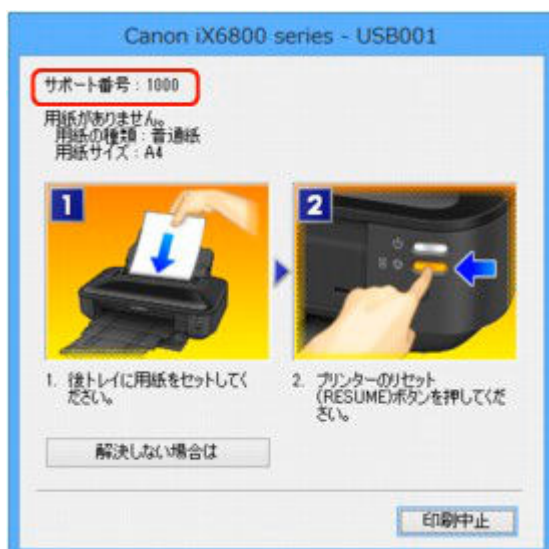 Canon iX6800 series - USB001
サポート番号：1000
用紙がありません。
用紙の種類：普通紙
用紙サイズ：A4
1
2
1. 後トレイに用紙をセットしてく
ださい。
2. プリンターのリセット
(RESUME)ボタンを押してくだ
さい。
解決しない場合は
印刷中止